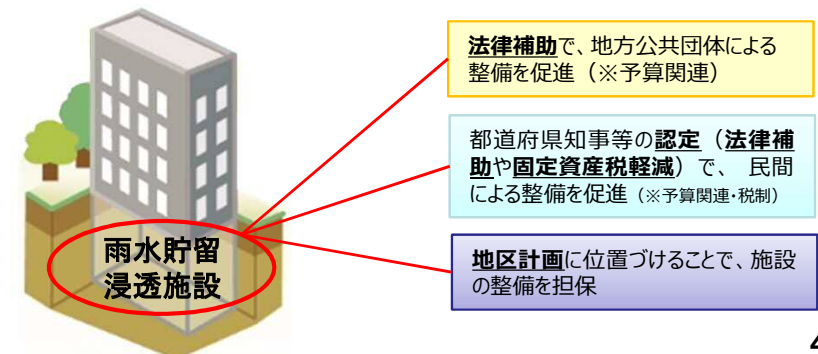 法律補助で、地方公共団体による
整備を促進（※予算関連）
都道府県知事等の認定（法律補
助や固定資産税軽減）で、 民間
による整備を促進（※予算関連・税制）
雨水貯留
浸透施設
地区計画に位置づけることで、施設
の整備を担保